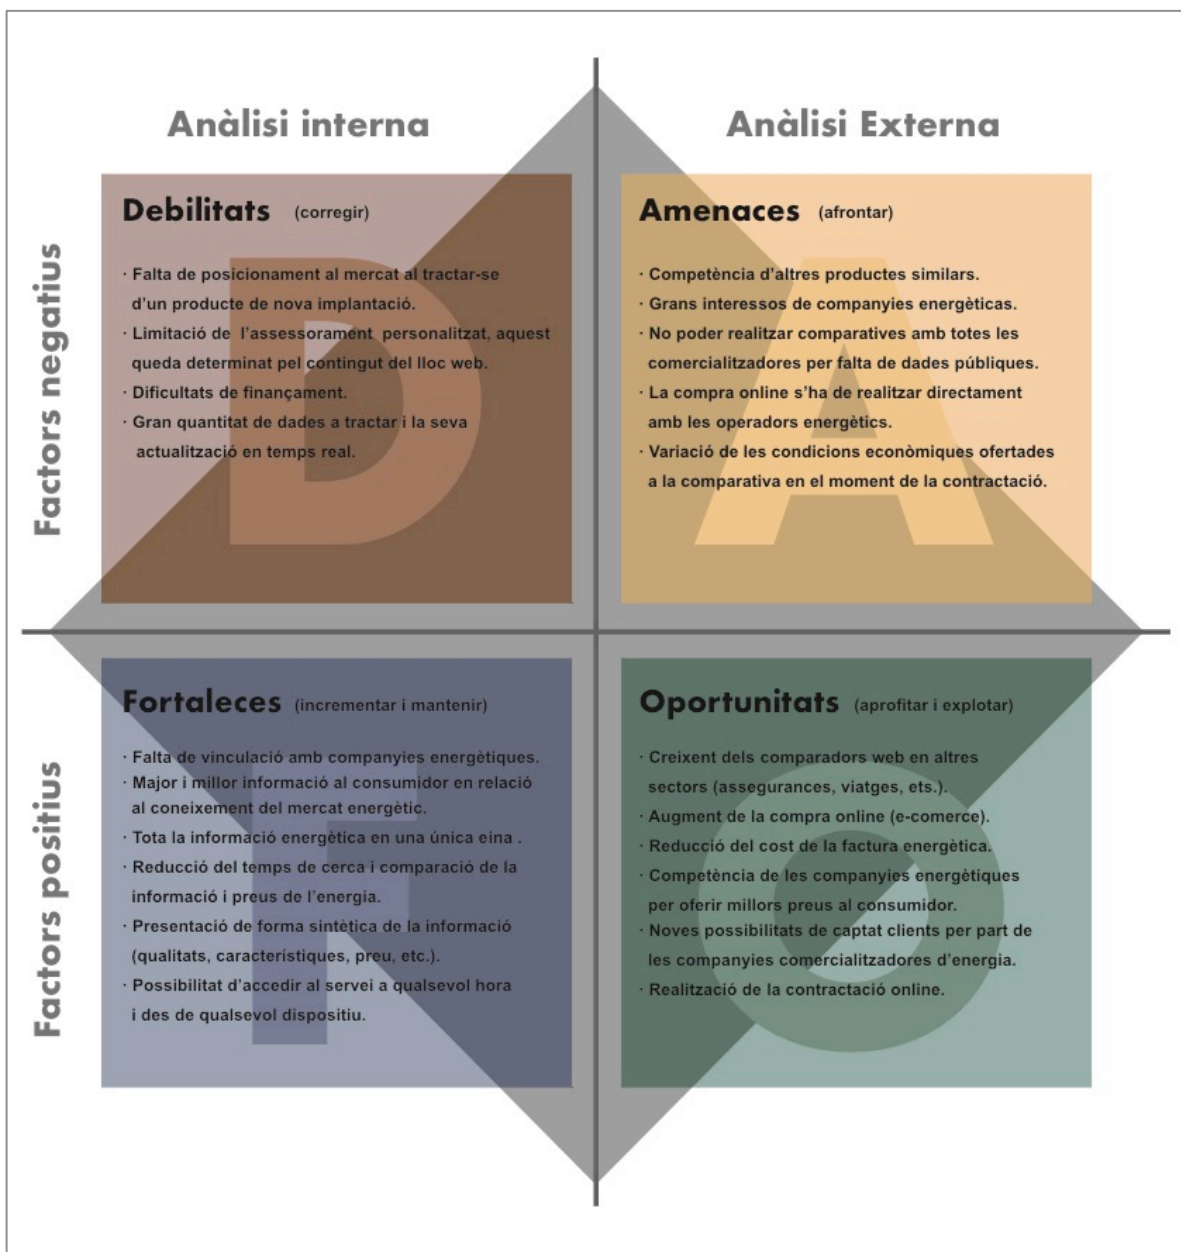 Anàlisi interna
Anàlisi Externa
Factors negatius
Debilitats (corregir)
· Falta de posicionament al mercat al tractar-se
d'un producte de nova implantació.
· Limitació de l'assessorament personalitzat, aquest
queda determinat pel contingut del lloc web.
· Dificultats de finançament.
· Gran quantitat de dades a tractar i la seva
actualització en temps real.
D
Amenaces (afrontar)
· Competència d'altres productes similars.
· Grans interessos de companyies energèticas.
· No poder realitzar comparatives amb totes les
comercialitzadores per falta de dades públiques.
· La compra online s'ha de realitzar directament
amb les operadors energètics.
· Variació de les condicions econòmiques ofertades
a la comparativa en el moment de la contractació.
A
Factors positius
Fortaleces (incrementar i mantenir)
· Falta de vinculació amb companyies energètiques.
· Major i millor informació al consumidor en relació
al coneixement del mercat energètic.
· Tota la informació energètica en una única eina .
· Reducció del temps de cerca i comparació de la
informació i preus de l'energia.
· Presentació de forma sintètica de la informació
(qualitats, característiques, preu, etc.).
· Possibilitat d'accedir al servei a qualsevol hora
i des de qualsevol dispositiu.
F
Oportunitats (aprofitar i explotar)
· Creixent dels comparadors web en altres
sectors (assegurances, viatges, ets.).
· Augment de la compra online (e-comerce).
· Reducció del cost de la factura energètica.
· Competència de les companyies energètiques
per oferir millors preus al consumidor.
· Noves possibilitats de captat clients per part de
les companyies comercialitzadores d'energia.
· Realització de la contractació online.
O